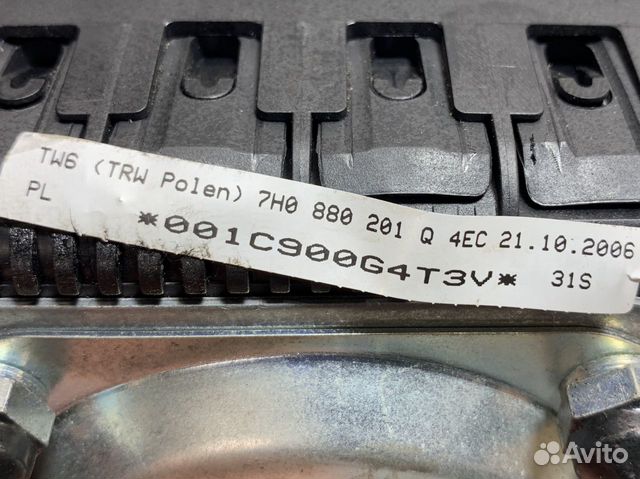 TW6 (TRW Polen) 7H0 880 201 Q 4EC 21.10.2006
PL *001C900G4T3V* 31S
Avito